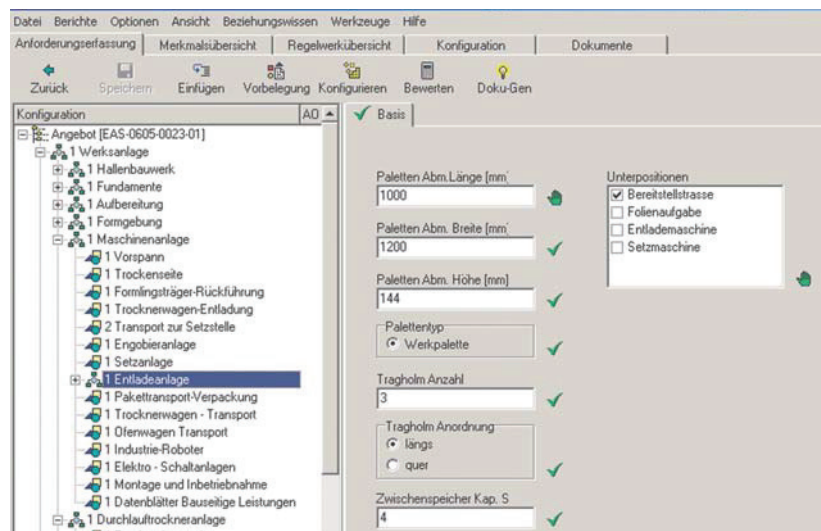 Datei Berichte Optionen Ansicht Beziehungswissen Werkzeuge Hilfe
Anforderungserfassung Merkmalsübersicht Regelwerkübersicht Konfiguration Dokumente
Zurück Speichern Einfügen Vorbelegung Konfigurieren Bewerten Doku-Gen
Konfiguration AO
Angebot [EAS-0605-0023-01]
1 Werksanlage
1 Hallenbauwerk
1 Fundamente
1 Aufbereitung
1 Formgebung
1 Maschinenanlage
1 Vorspann
1 Trockenseite
1 Formlingsträger-Rückführung
1 Trocknerwagen-Entladung
2 Transport zur Setzstelle
1 Engobieranlage
1 Setzanlage
1 Entladeanlage
1 Pakettransport-Verpackung
1 Trocknerwagen - Transport
1 Ofenwagen Transport
1 Industrie-Roboter
1 Elektro - Schaltanlagen
1 Montage und Inbetriebnahme
1 Datenblätter Bauseitige Leistungen
1 Durchlauftrockneranlage
Basis
Paletten Abm.Länge [mm]
1000
Paletten Abm. Breite [mm]
1200
Paletten Abm. Höhe [mm]
144
Palettentyp
Werkpalette
Tragholm Anzahl
3
Tragholm Anordnung
längs
quer
Zwischenspeicher Kap. S
4
Unterpositionen
Bereitstellstrasse
Folienaufgabe
Entlademaschine
Setzmaschine